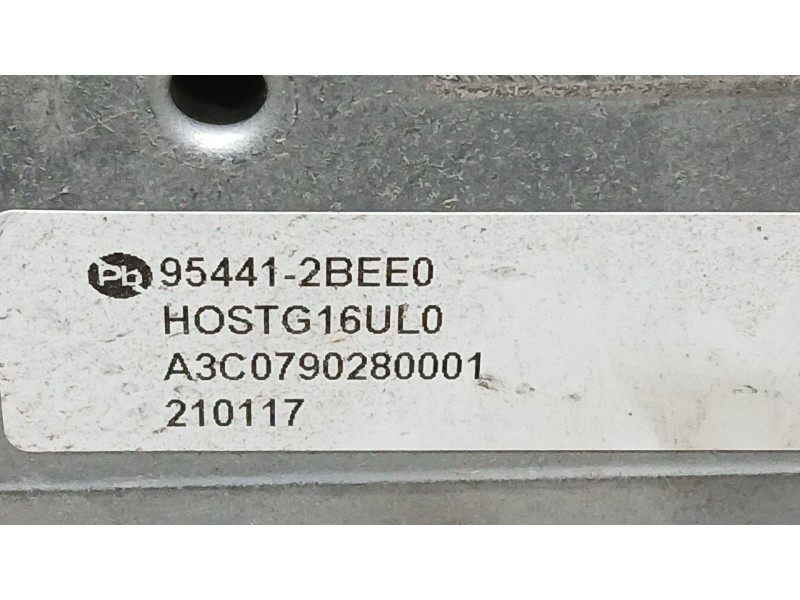 Pb 95441-2BEE0
HOSTG16UL0
A3C0790280001
210117